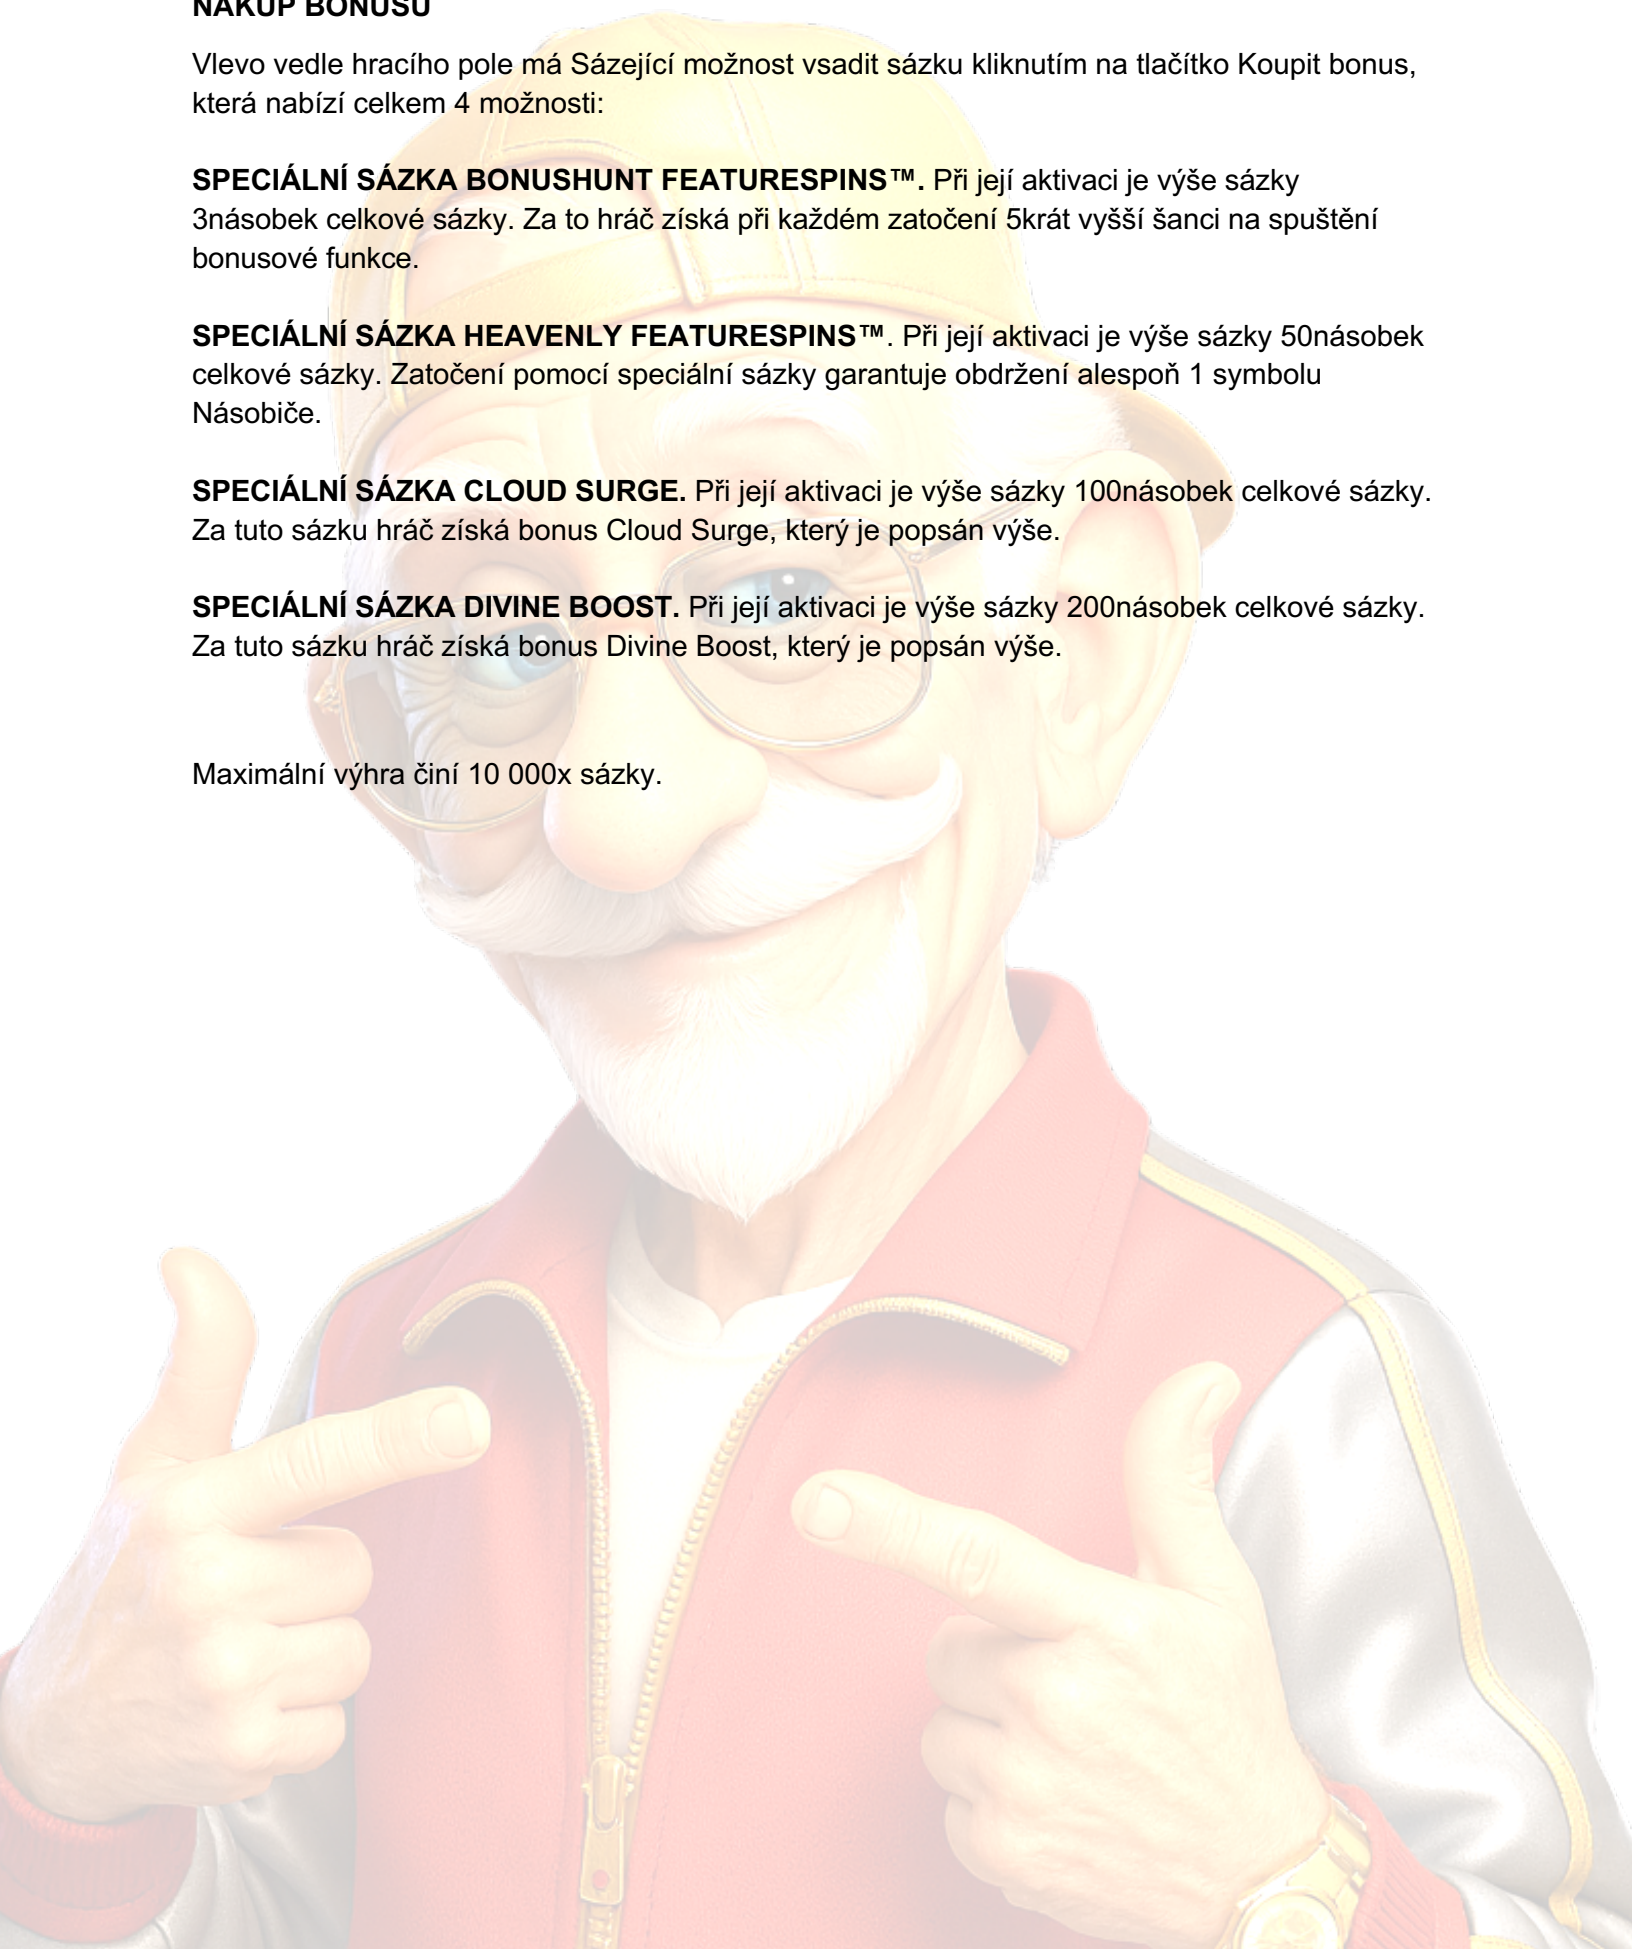 NÁKUP BONUSU
Vlevo vedle hracího pole má Sázející možnost vsadit sázku kliknutím na tlačítko Koupit bonus,
která nabízí celkem 4 možnosti:
SPECIÁLNÍ SÁZKA BONUSHUNT FEATURESPINS™. Při její aktivaci je výše sázky
3násobek celkové sázky. Za to hráč získá při každém zatočení 5krát vyšší šanci na spuštění
bonusové funkce.
SPECIÁLNÍ SÁZKA HEAVENLY FEATURESPINS™. Při její aktivaci je výše sázky 50násobek
celkové sázky. Zatočení pomocí speciální sázky garantuje obdržení alespoň 1 symbolu
Násobiče.
SPECIÁLNÍ SÁZKA CLOUD SURGE. Při její aktivaci je výše sázky 100násobek celkové sázky.
Za tuto sázku hráč získá bonus Cloud Surge, který je popsán výše.
SPECIÁLNÍ SÁZKA DIVINE BOOST. Při její aktivaci je výše sázky 200násobek celkové sázky.
Za tuto sázku hráč získá bonus Divine Boost, který je popsán výše.
Maximální výhra činí 10 000x sázky.